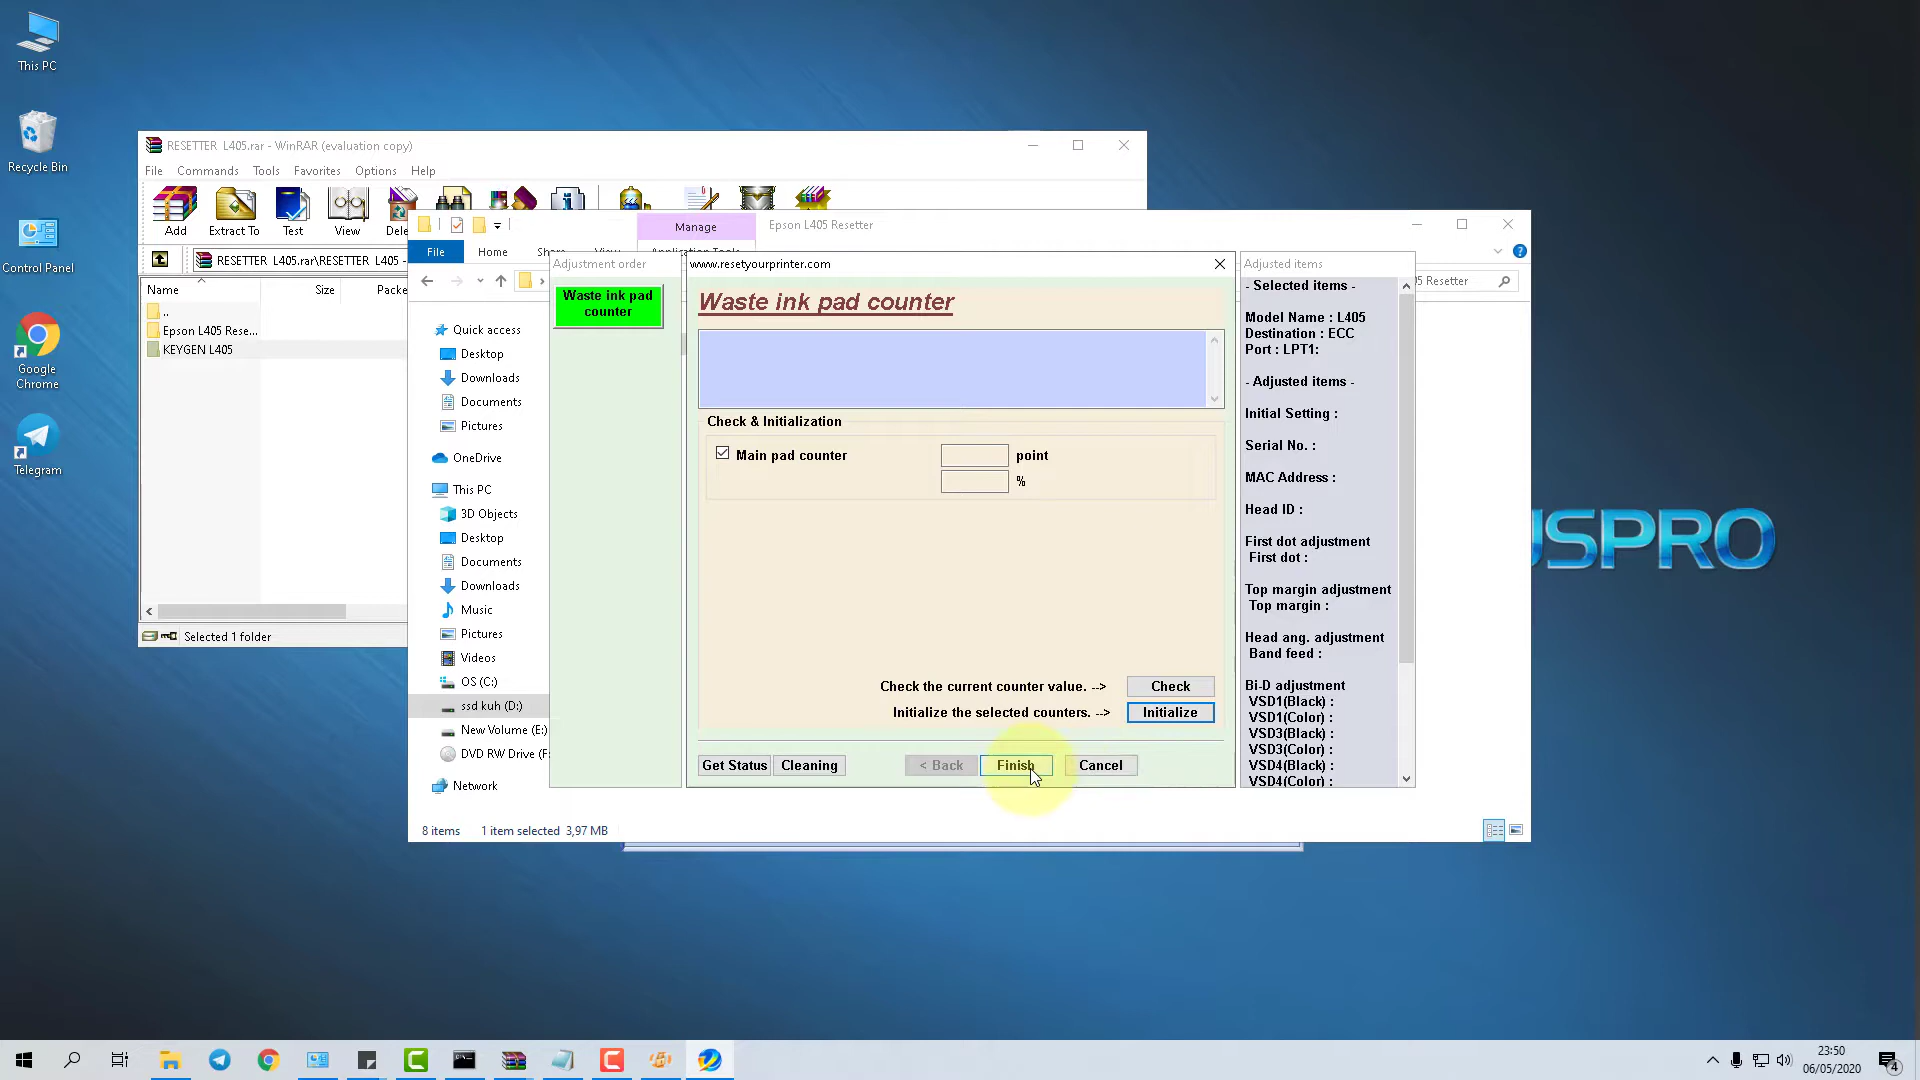 This PC
Recycle Bin
Control Panel
Google
Chrome
Telegram
RESETTER L405.rar - WinRAR (evaluation copy)
File Commands Tools Favorites Options Help
Add Extract To Test View
RESETTER L405.rar\RESETTER L405 -
Name Size
..
Epson L405 Rese...
KEYGEN L405
Selected 1 folder
Manage Epson L405 Resetter
File Home
Quick access
Desktop
Downloads
Documents
Pictures
OneDrive
This PC
3D Objects
Desktop
Documents
Downloads
Music
Pictures
Videos
OS (C:)
ssd kuh (D:)
New Volume (E:)
DVD RW Drive (F:
Network
8 items 1 item selected 3,97 MB
Resetter
Adjustment order
Waste ink pad
counter
www.resetyourprinter.com
Waste ink pad counter
Check & Initialization
Main pad counter point
%
Check the current counter value. --> Check
Initialize the selected counters. --> Initialize
Get Status Cleaning < Back Finish Cancel
Adjusted items
- Selected items -
Model Name : L405
Destination : ECC
Port : LPT1:
- Adjusted items -
Initial Setting :
Serial No. :
MAC Address :
Head ID :
First dot adjustment
First dot :
Top margin adjustment
Top margin :
Head ang. adjustment
Band feed :
Bi-D adjustment
VSD1(Black) :
VSD1(Color) :
VSD3(Black) :
VSD3(Color) :
VSD4(Black) :
VSD4(Color) :
USPRO
23:50
06/05/2020
4